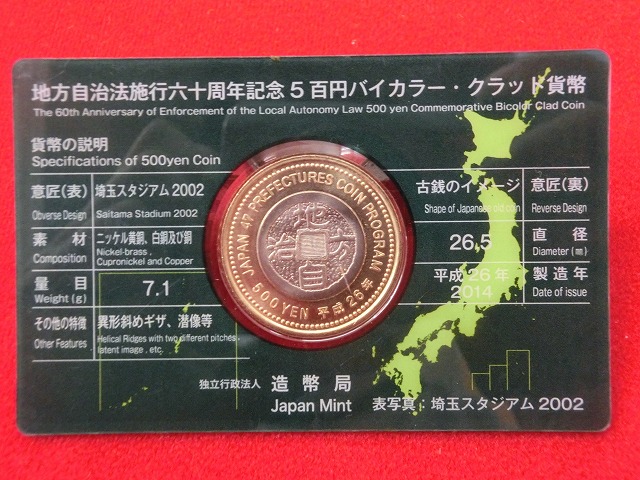 地方自治法施行六十周年記念5百円バイカラー・クラッド貨幣
The 60th Anniversary of Enforcement of the Local Autonomy Law 500 yen Commemorative Bicolor Clad Coin
貨幣の説明
Specifications of 500yen Coin
意匠(表) 埼玉スタジアム2002
Obverse Design Saitama Stadium 2002
素材 ニッケル黄銅、白銅及び銅
Composition Nickel-brass, Cupronickel and Copper
量目 7.1
Weight (g)
その他の特徴 異形斜めギザ、潜像等
Other Features Helical Ridges with two different pitches, latent image, etc.
JAPAN 47 PREFECTURES COIN PROGRAM
500 YEN 平成26年
地方自治
古銭のイメージ 意匠(裏)
Shape of Japanese old coin Reverse Design
26.5 直径
Diameter (㎜)
平成26年 製造年
2014 Date of issue
独立行政法人 造幣局
Japan Mint
表写真:埼玉スタジアム2002